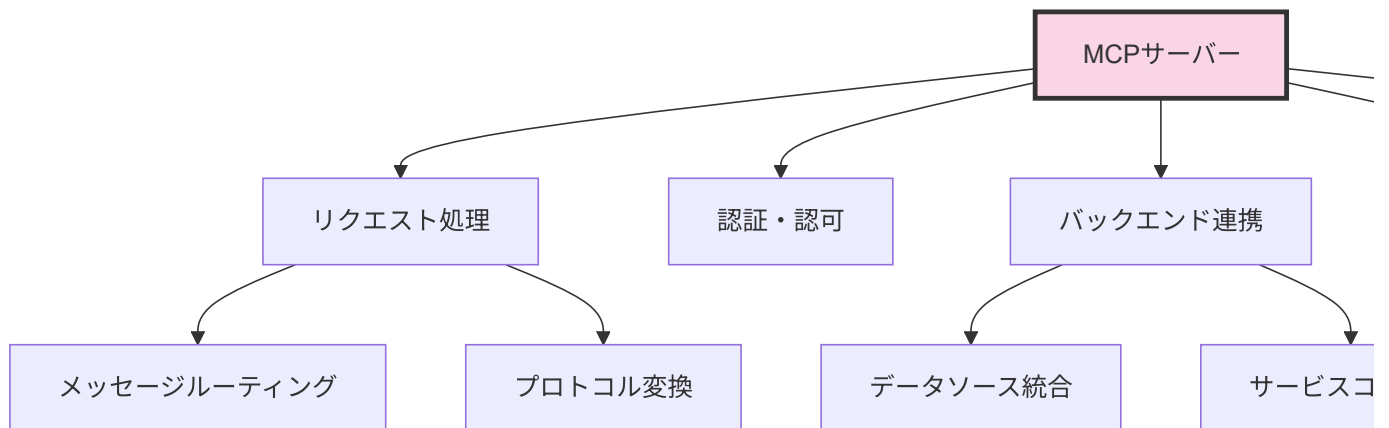 MCPサーバー
リクエスト処理
認証・認可
バックエンド連携
メッセージルーティング
プロトコル変換
データソース統合
サービスコ